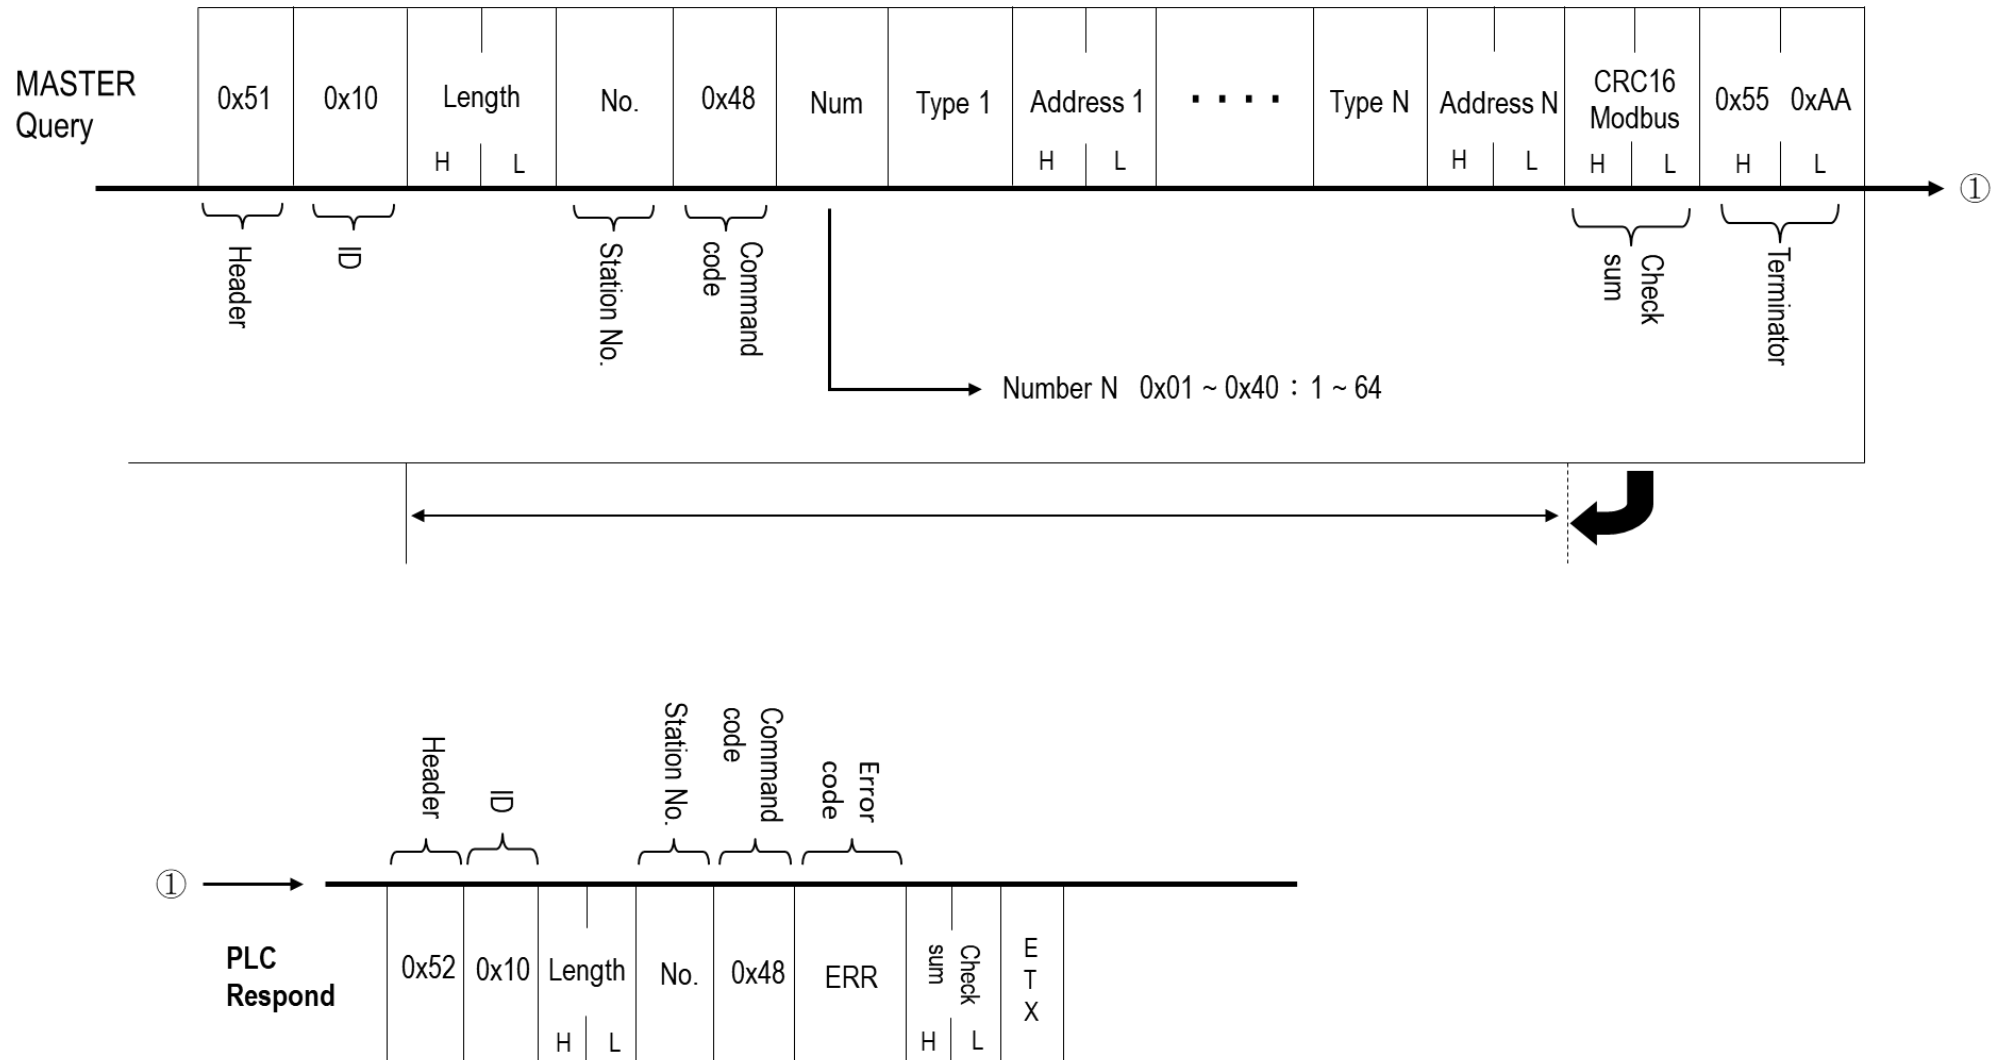 MASTER
Query
0x51
0x10
Length
H L
No.
0x48
Num
Type 1
Address 1
H L
· · · ·
Type N
Address N
H L
CRC16
Modbus
H L
0x55 0xAA
H L
①
Header
ID
Station No.
Command
code
Check
sum
Terminator
Number N 0x01 ~ 0x40：1 ~ 64
Header
ID
Station No.
Command
code
Error
code
①
PLC
Respond
0x52
0x10
Length
H L
No.
0x48
ERR
Check
sum
H L
E
T
X